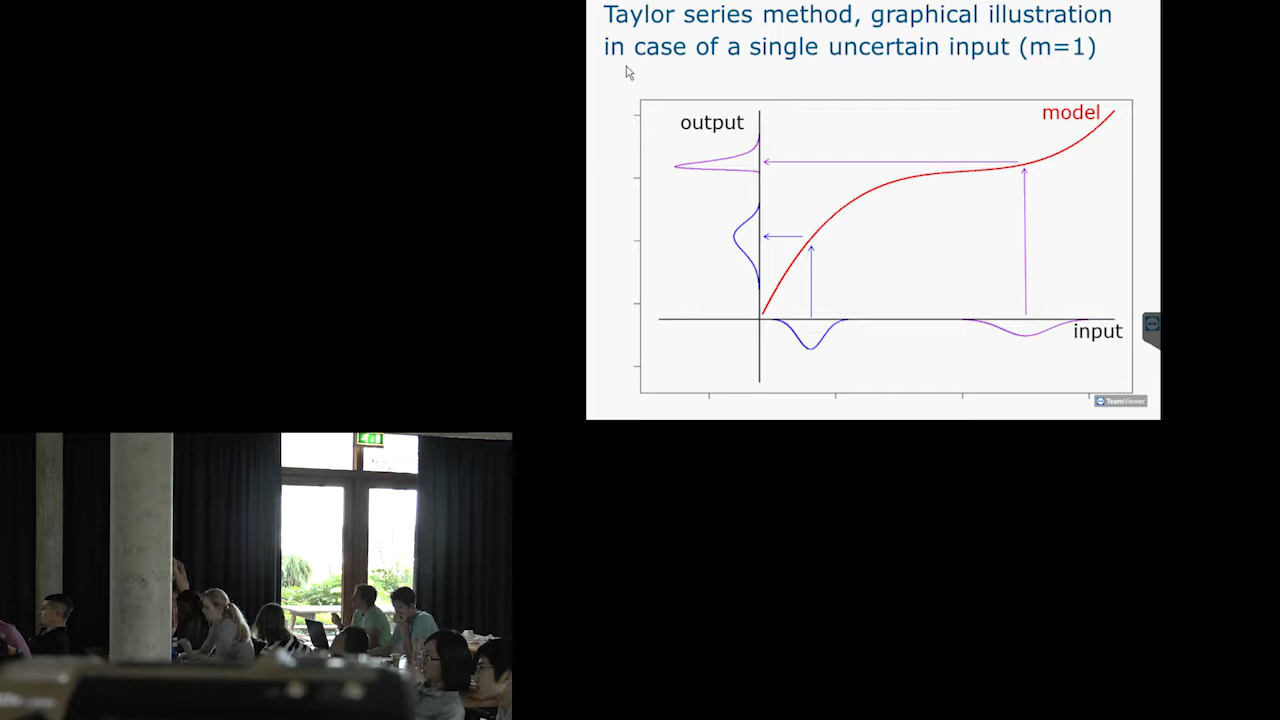 Taylor series method, graphical illustration
in case of a single uncertain input (m=1)
output
model
input
TeamViewer